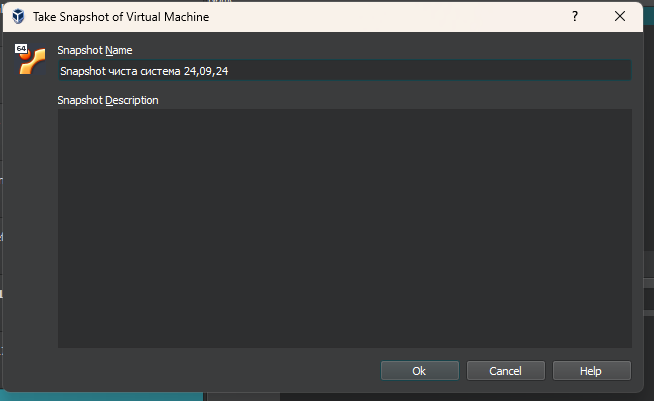 Take Snapshot of Virtual Machine
?
64
Snapshot Name
Snapshot чиста система 24,09,24
Snapshot Description
Ok Cancel Help